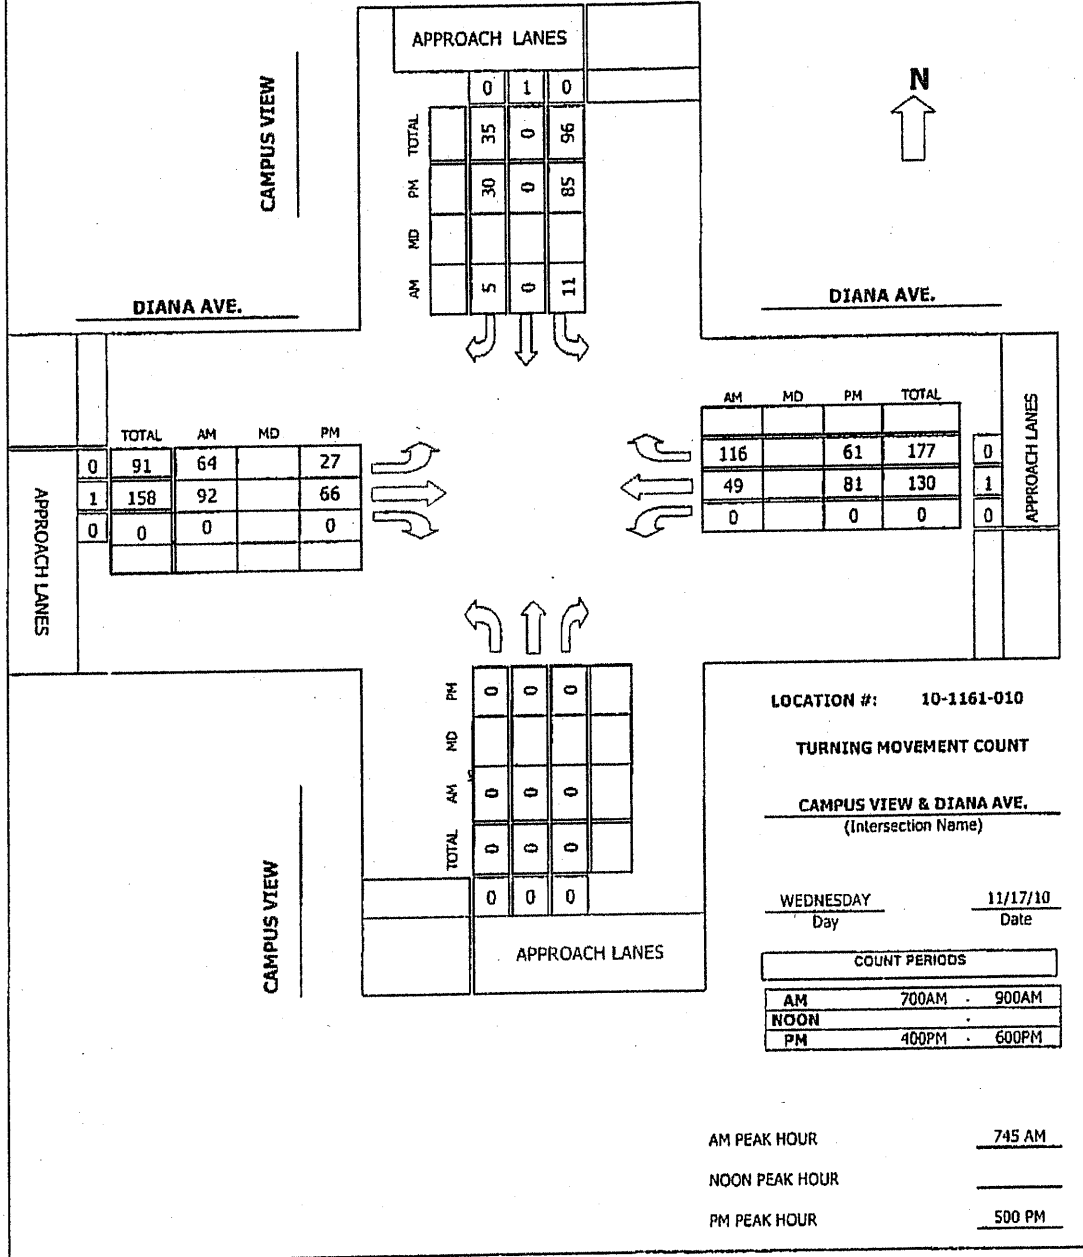 APPROACH LANES
0 1 0
CAMPUS VIEW
N
TOTAL 35 0 96
PM 30 0 85
MD
AM 5 0 11
DIANA AVE.
DIANA AVE.
AM MD PM TOTAL
116 61 177 0
49 81 130 1
0 0 0 0
APPROACH LANES
TOTAL AM MD PM
0 91 64 27
1 158 92 66
0 0 0 0
APPROACH LANES
PM 0 0 0
MD
AM 0 0 0
TOTAL 0 0 0
0 0 0
APPROACH LANES
CAMPUS VIEW
LOCATION #: 10-1161-010
TURNING MOVEMENT COUNT
CAMPUS VIEW & DIANA AVE.
(Intersection Name)
WEDNESDAY 11/17/10
Day Date
COUNT PERIODS
AM 700AM - 900AM
NOON -
PM 400PM - 600PM
AM PEAK HOUR 745 AM
NOON PEAK HOUR
PM PEAK HOUR 500 PM